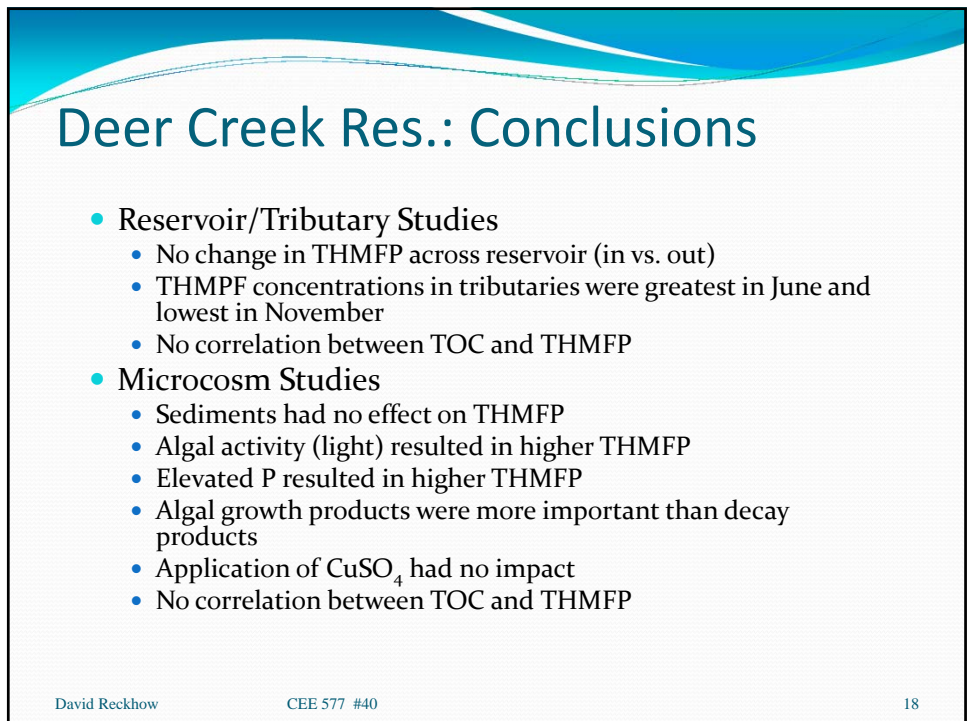 Deer Creek Res.: Conclusions
• Reservoir/Tributary Studies
• No change in THMFP across reservoir (in vs. out)
• THMPF concentrations in tributaries were greatest in June and
lowest in November
• No correlation between TOC and THMFP
• Microcosm Studies
• Sediments had no effect on THMFP
• Algal activity (light) resulted in higher THMFP
• Elevated P resulted in higher THMFP
• Algal growth products were more important than decay
products
• Application of CuSO₄ had no impact
• No correlation between TOC and THMFP
David Reckhow CEE 577 #40 18